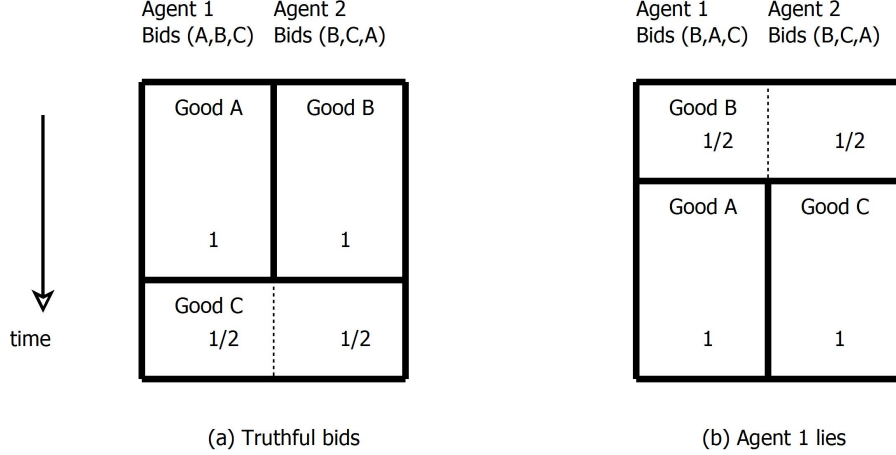 Agent 1 Agent 2
Bids (A,B,C) Bids (B,C,A)
Good A Good B
1 1
Good C
1/2 1/2
time
(a) Truthful bids
Agent 1 Agent 2
Bids (B,A,C) Bids (B,C,A)
Good B
1/2 1/2
Good A Good C
1 1
(b) Agent 1 lies